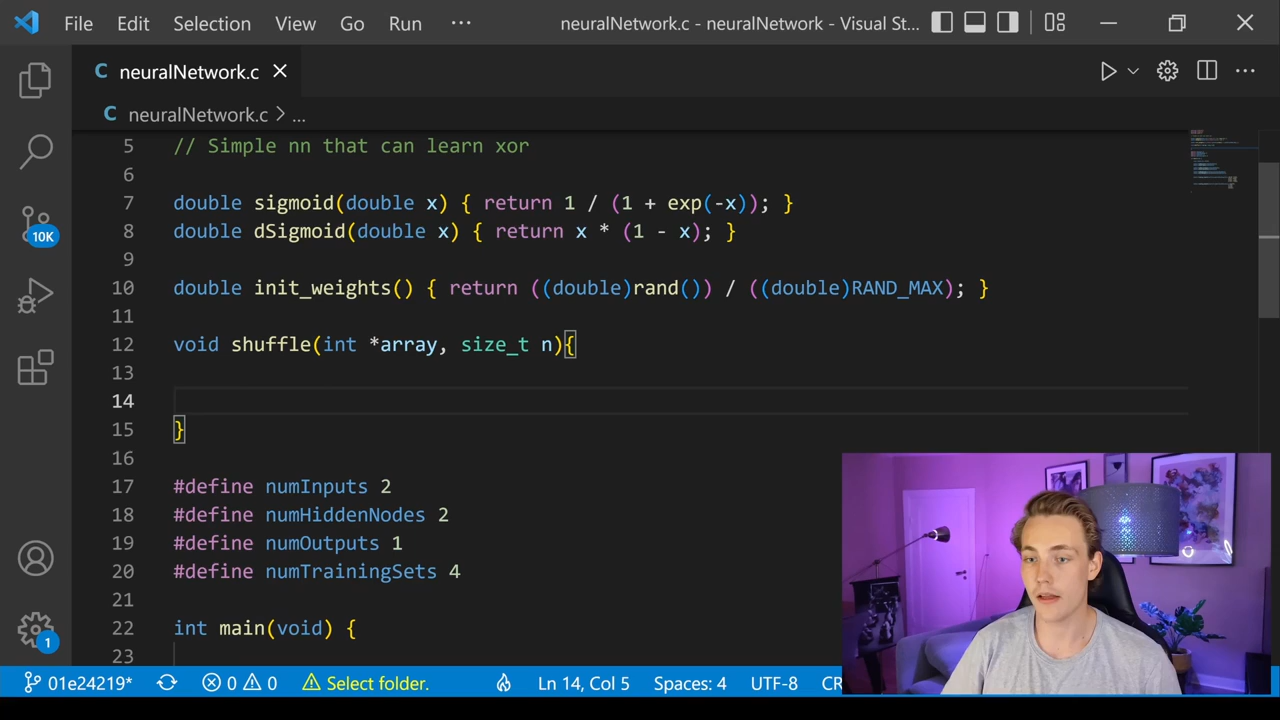 File Edit Selection View Go Run ··· neuralNetwork.c - neuralNetwork - Visual St...
neuralNetwork.c
neuralNetwork.c > ...
5 // Simple nn that can learn xor
6
7 double sigmoid(double x) { return 1 / (1 + exp(-x)); }
8 double dSigmoid(double x) { return x * (1 - x); }
9
10 double init_weights() { return ((double)rand()) / ((double)RAND_MAX); }
11
12 void shuffle(int *array, size_t n){
13
14
15 }
16
17 #define numInputs 2
18 #define numHiddenNodes 2
19 #define numOutputs 1
20 #define numTrainingSets 4
21
22 int main(void) {
23
10K
1
01e24219* 0 0 Select folder. Ln 14, Col 5 Spaces: 4 UTF-8 CR